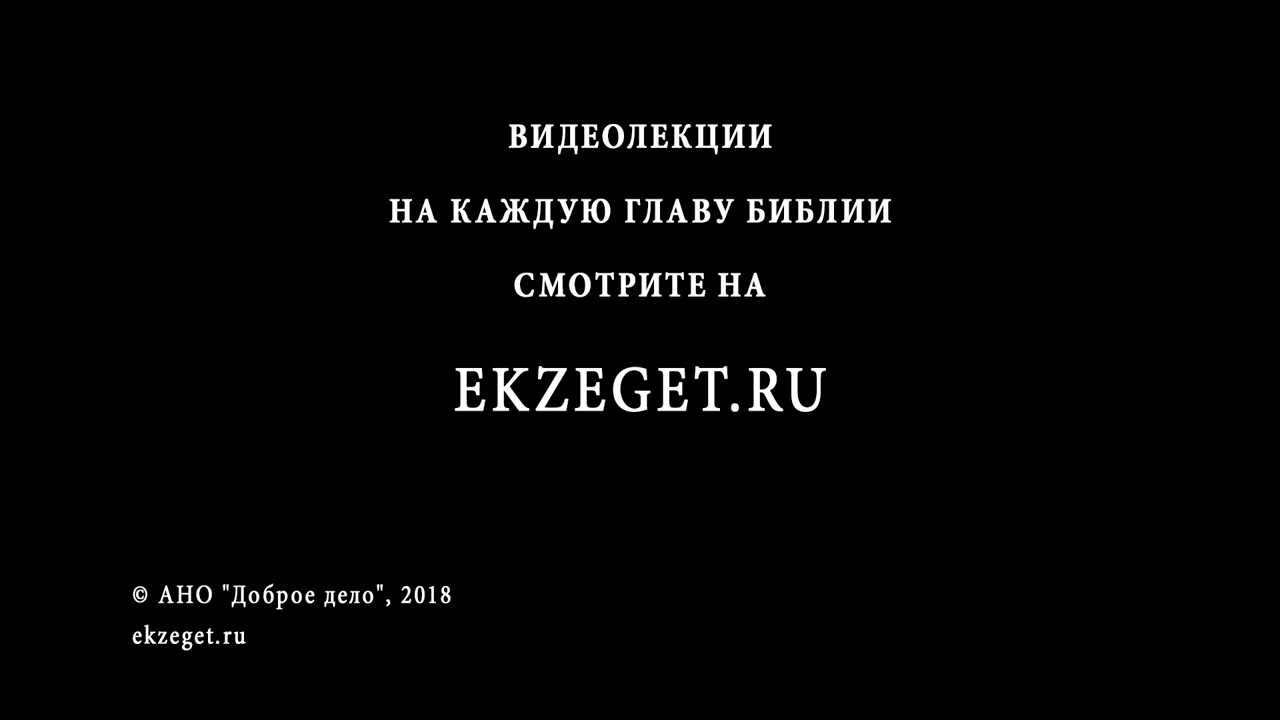 ВИДЕОЛЕКЦИИ
НА КАЖДУЮ ГЛАВУ БИБЛИИ
СМОТРИТЕ НА
EKZEGET.RU
© АНО "Доброе дело", 2018
ekzeget.ru